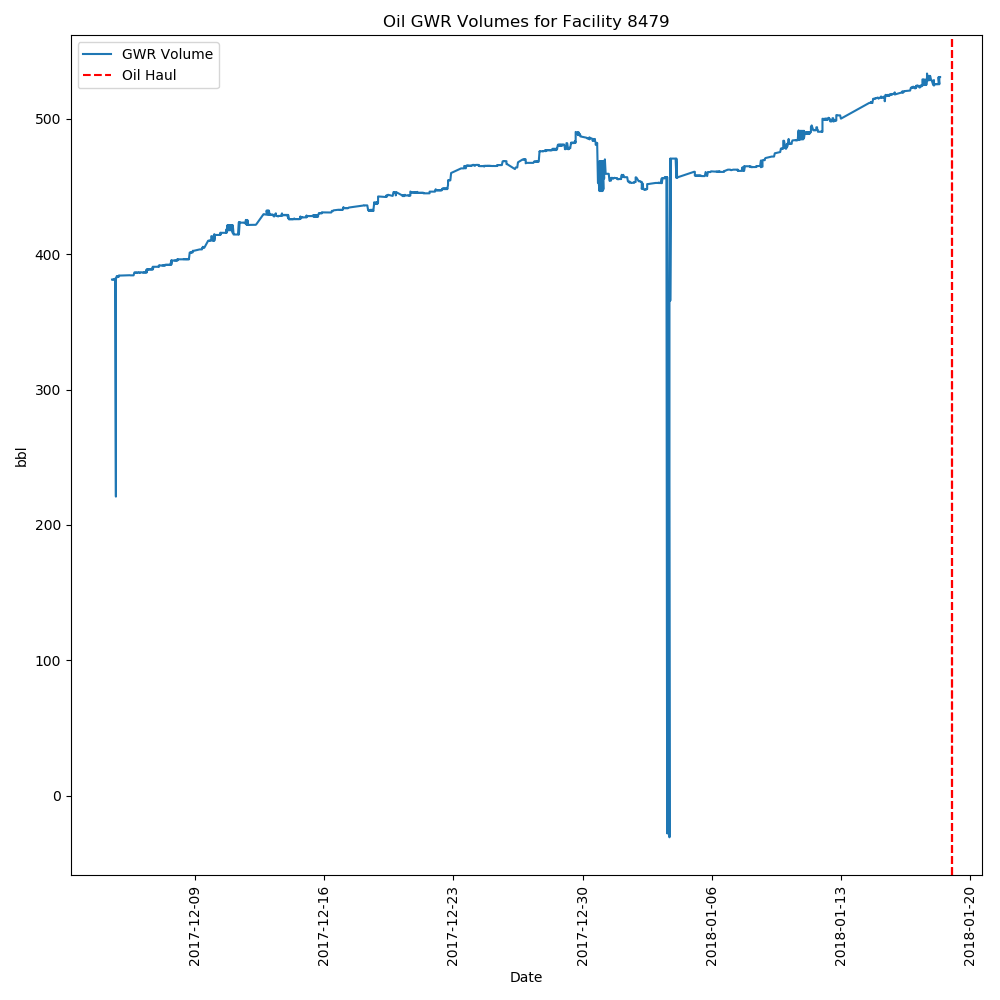 Oil GWR Volumes for Facility 8479
GWR Volume
Oil Haul
500
400
300
200
100
0
bbl
2017-12-09
2017-12-16
2017-12-23
2017-12-30
2018-01-06
2018-01-13
2018-01-20
Date